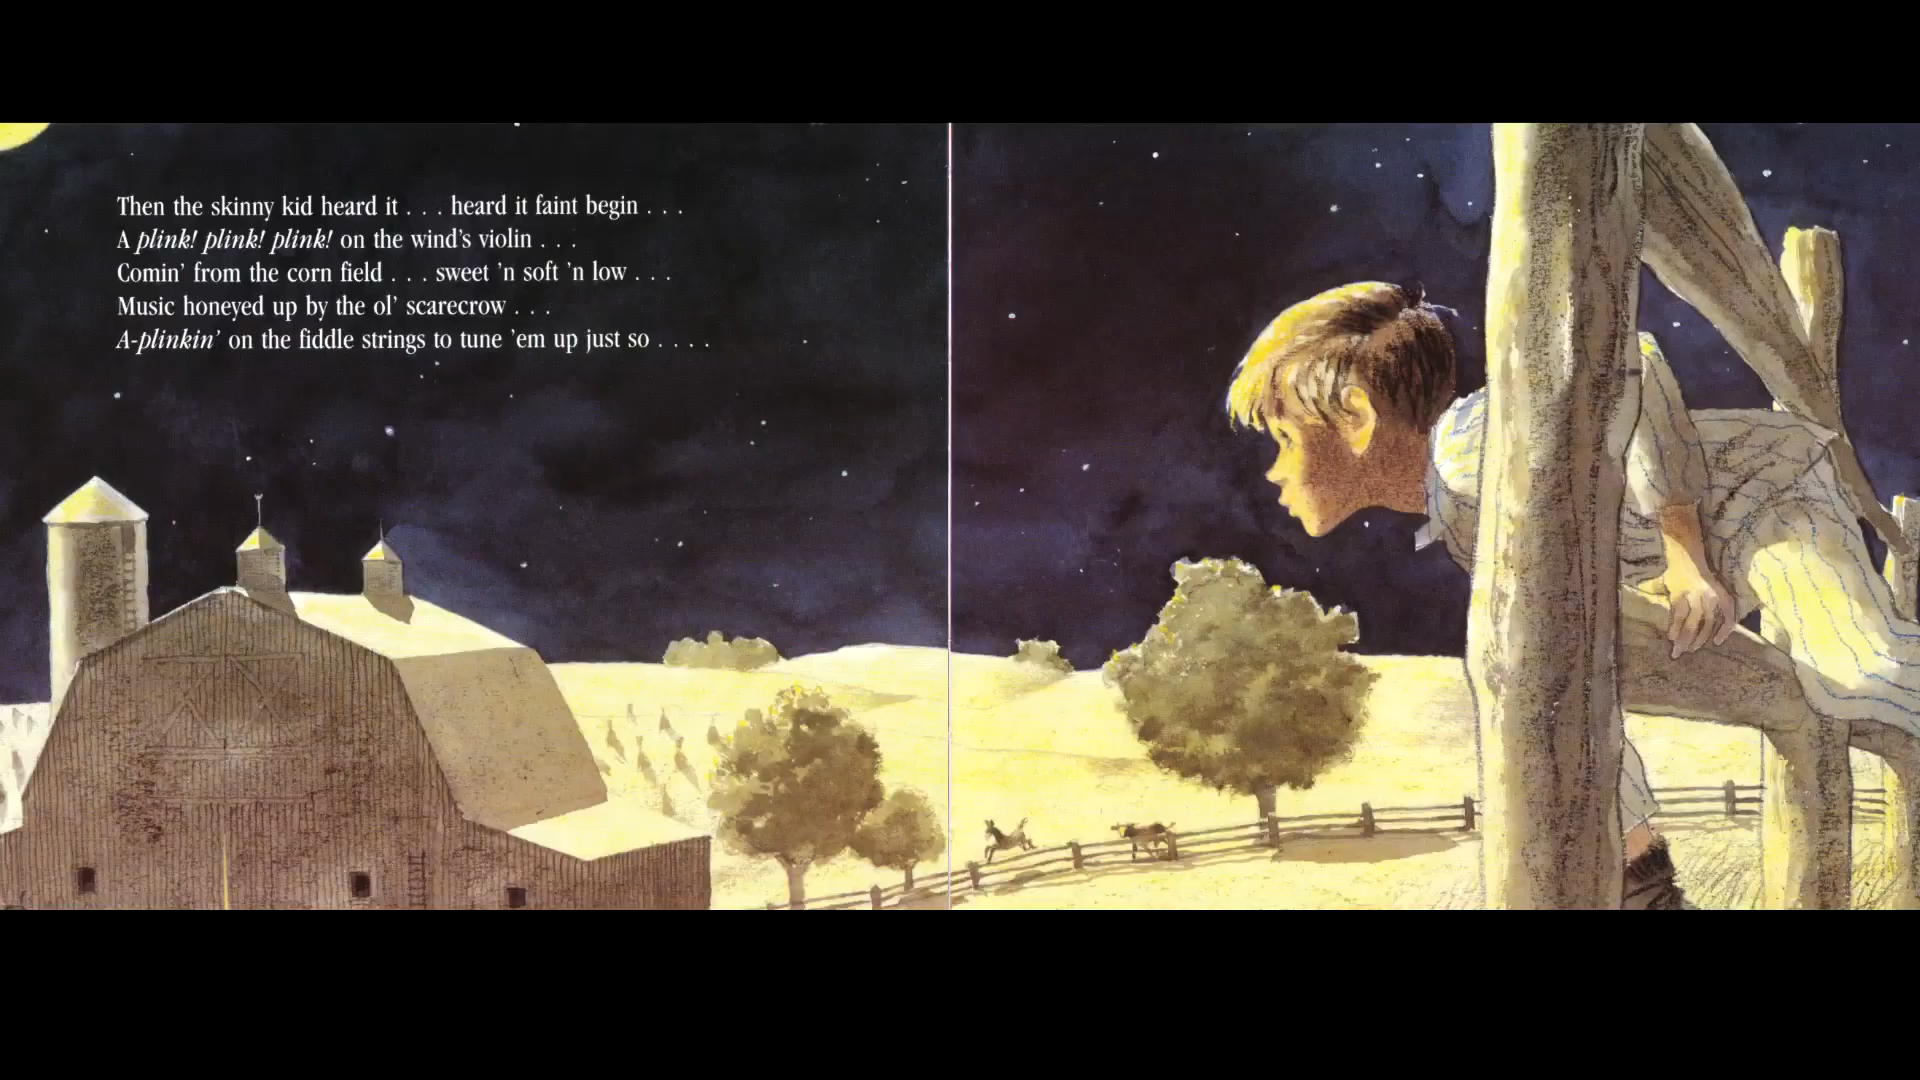 Then the skinny kid heard it . . . heard it faint begin . . .
A plink! plink! plink! on the wind’s violin . . .
Comin’ from the corn field . . . sweet ’n soft ’n low . . .
Music honeyed up by the ol’ scarecrow . . .
A-plinkin’ on the fiddle strings to tune ’em up just so . . . .